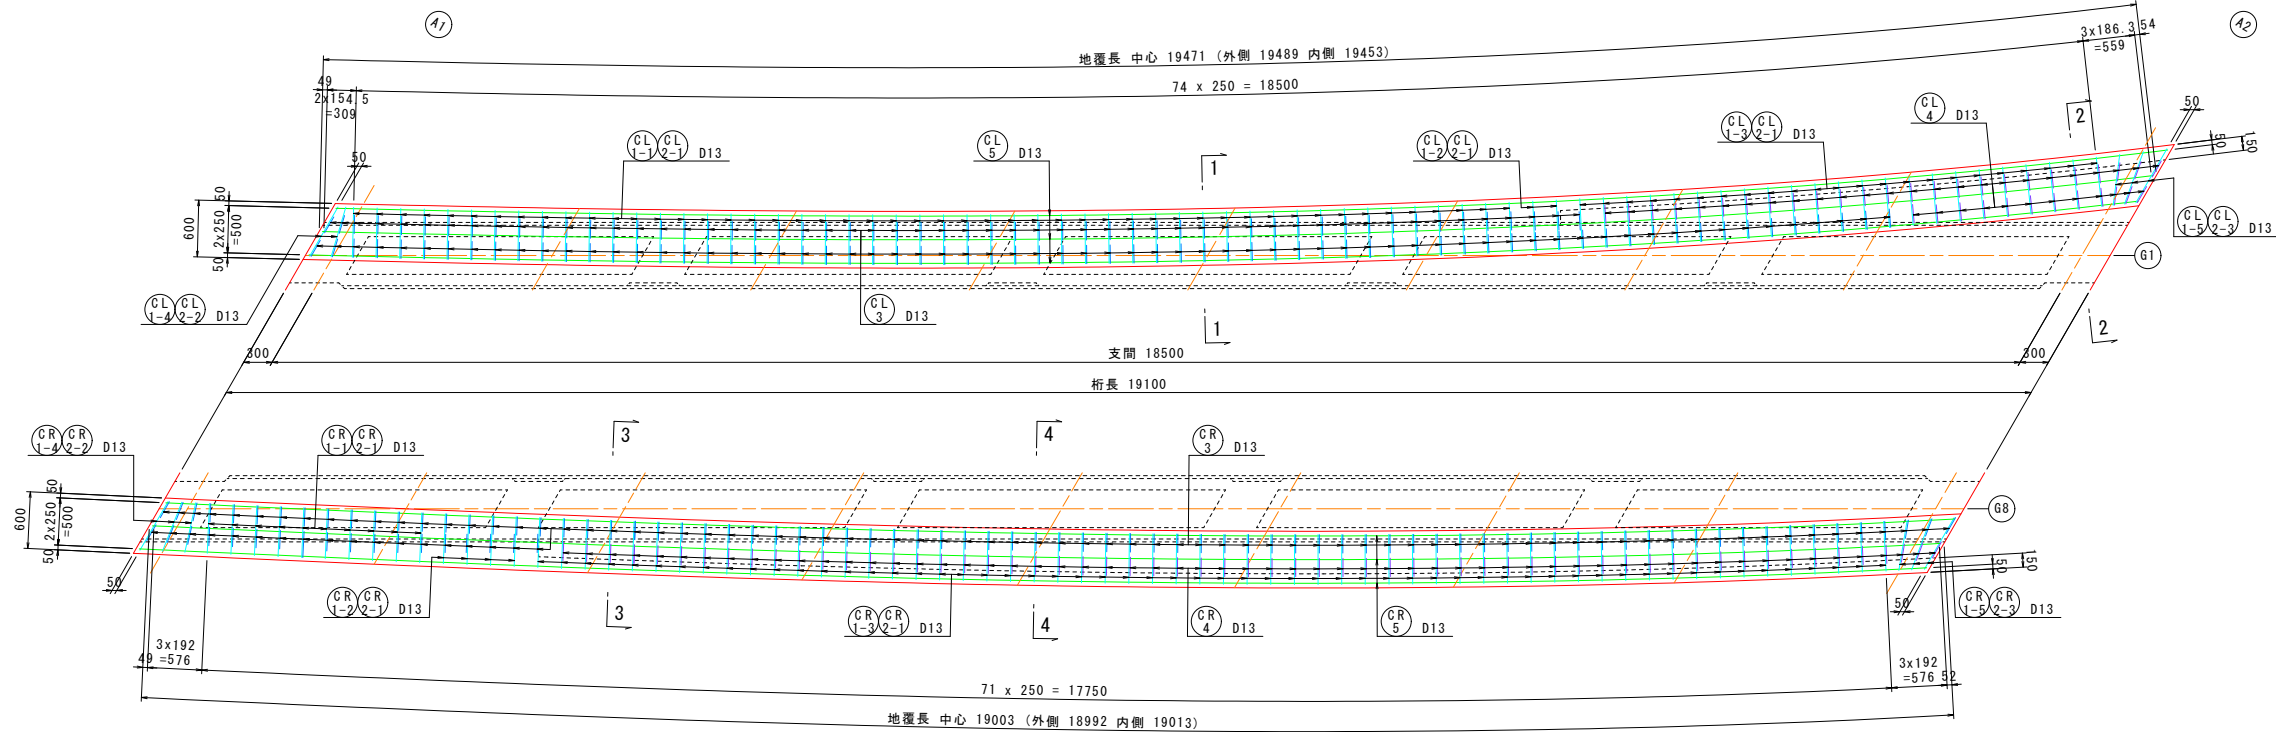 A1
A2
地覆長 中心 19471 (外側 19489 内側 19453)
74 x 250 = 18500
3x186.3
=559
54
49
2x154.5
=309
50
CL
1-1
CL
2-1
D13
CL
5
D13
1
CL
1-2
CL
2-1
D13
CL
1-3
CL
2-1
D13
CL
4
D13
2
50
50
150
600
50
2x250
=500
50
CL
1-5
CL
2-3
D13
G1
CL
1-4
CL
2-2
D13
CL
3
D13
1
2
300
支間 18500
300
桁長 19100
CR
1-4
CR
2-2
D13
CR
1-1
CR
2-1
D13
3
4
CR
3
D13
600
50
2x250
=500
50
50
G8
CR
1-2
CR
2-1
D13
3
CR
1-3
CR
2-1
D13
4
CR
4
D13
CR
5
D13
50
50
50
CR
1-5
CR
2-3
D13
49
3x192
=576
71 x 250 = 17750
3x192
=576
52
地覆長 中心 19003 (外側 18992 内側 19013)